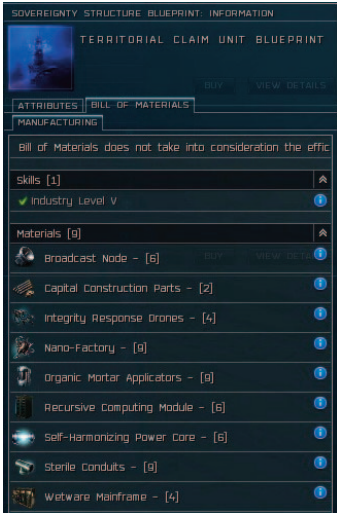 SOVEREIGNTY STRUCTURE BLUEPRINT: INFORMATION
TERRITORIAL CLAIM UNIT BLUEPRINT
BUY VIEW DETAILS
ATTRIBUTES BILL OF MATERIALS
MANUFACTURING
Bill of Materials does not take into consideration the effic
Skills [1]
Industry Level V
Materials [9]
Broadcast Node - [6]
BUY VIEW DETAILS
Capital Construction Parts - [2]
Integrity Response Drones - [4]
Nano-Factory - [9]
Organic Mortar Applicators - [9]
Recursive Computing Module - [6]
Self-Harmonizing Power Core - [6]
Sterile Conduits - [9]
Wetware Mainframe - [4]